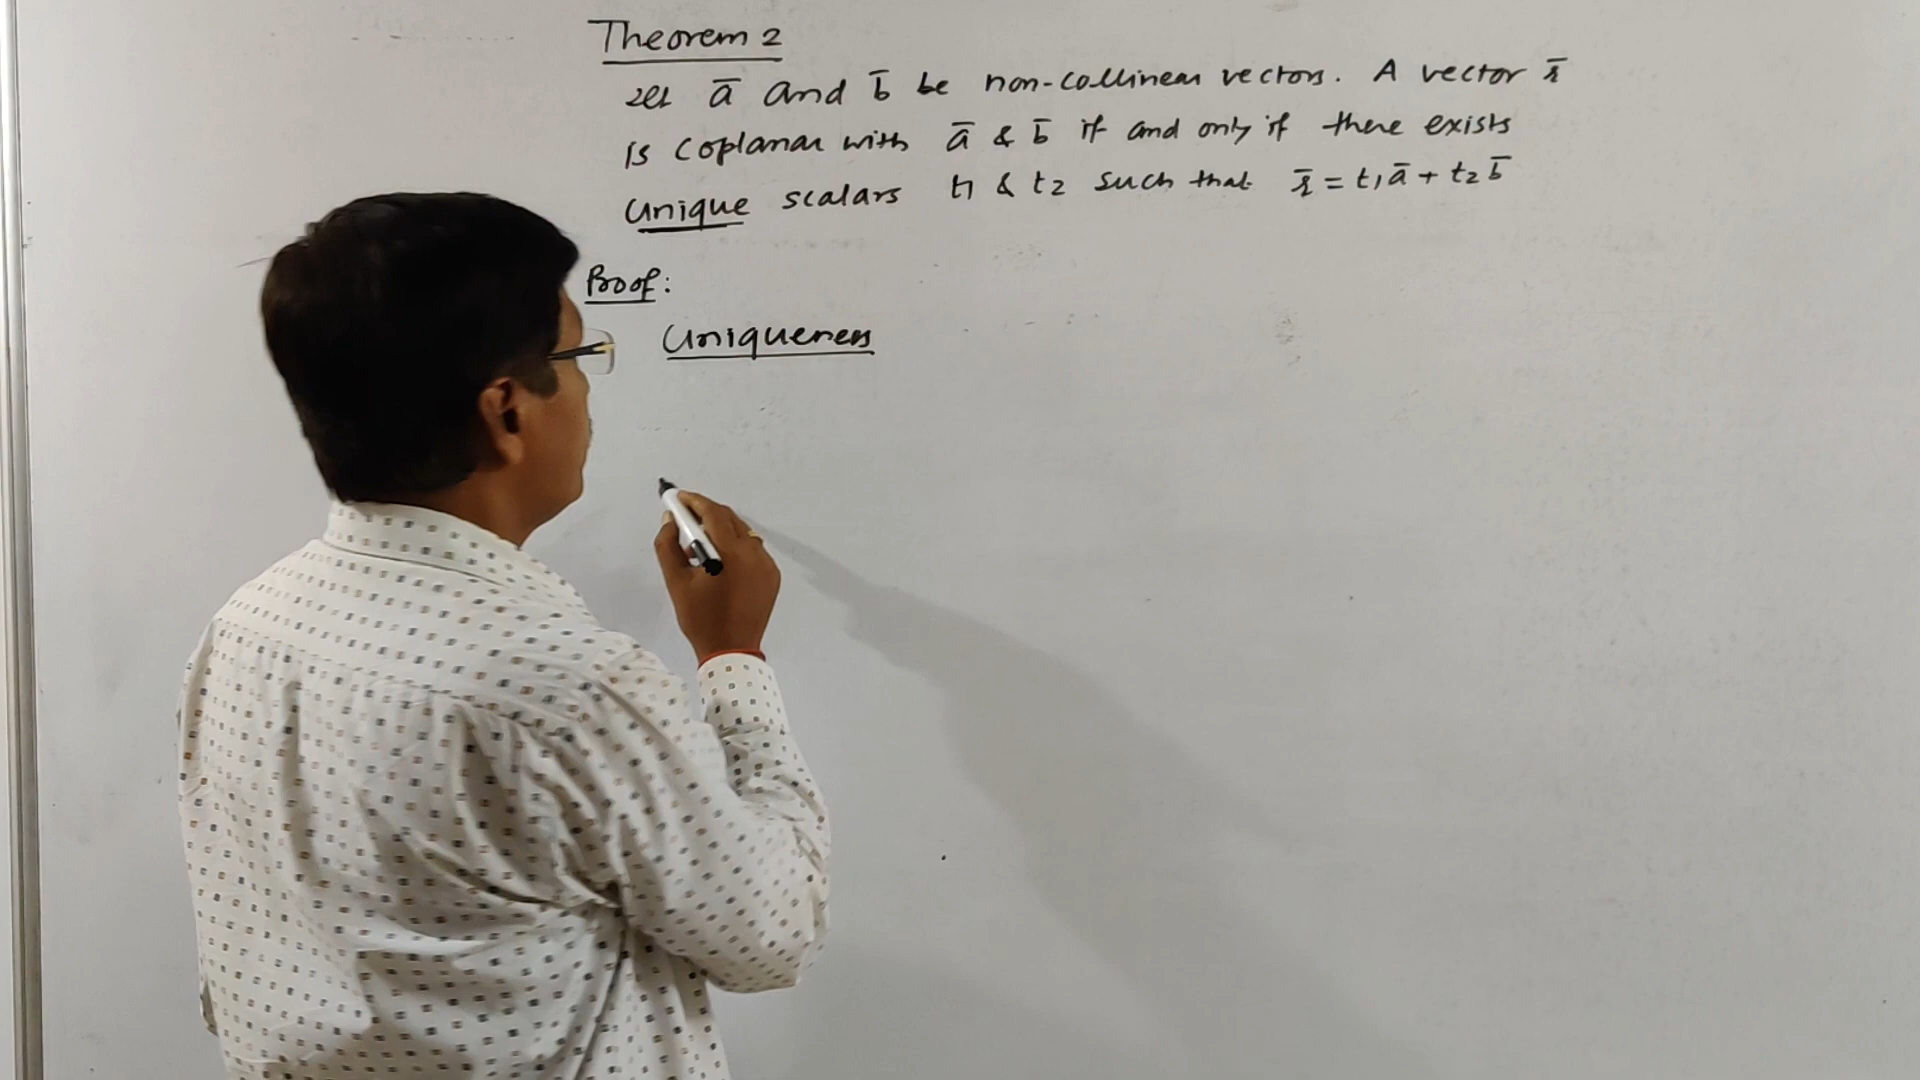 Theorem 2
Let a̅ and b̅ be non-collinear vectors. A vector r̅
is coplanar with a̅ & b̅ if and only if there exists
unique scalars t1 & t2 such that r̅ = t1a̅ + t2b̅
Proof:
Uniqueness